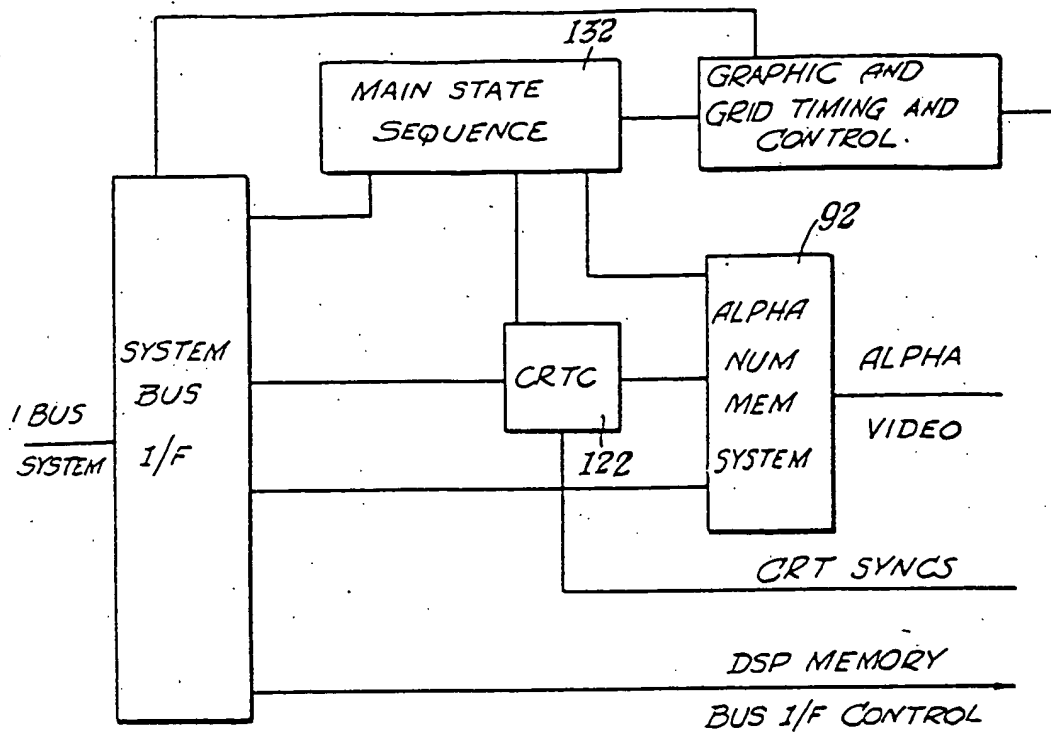 132
MAIN STATE
SEQUENCE
GRAPHIC AND
GRID TIMING AND
CONTROL.
92
SYSTEM
BUS
I/F
I BUS
SYSTEM
CRTC
122
ALPHA
NUM
MEM
SYSTEM
ALPHA
VIDEO
CRT SYNCS
DSP MEMORY
BUS I/F CONTROL